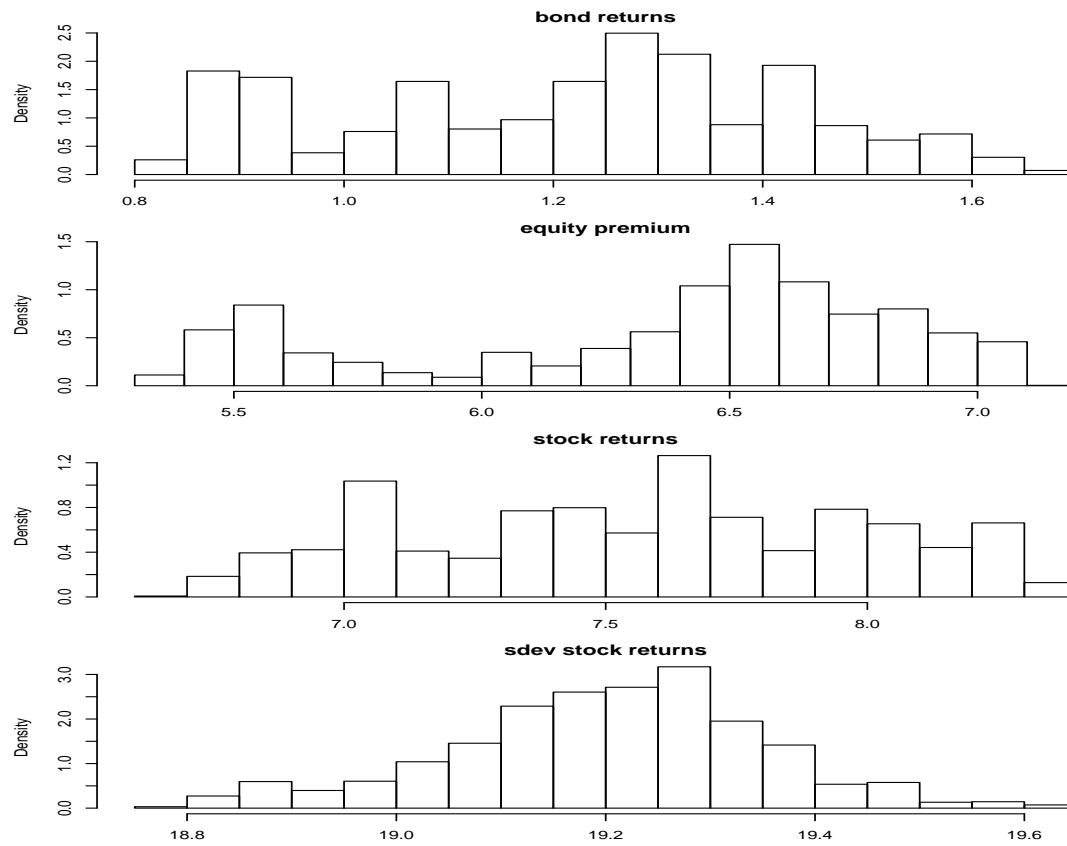 bond returns
Density
0.0 0.5 1.0 1.5 2.0 2.5
0.8 1.0 1.2 1.4 1.6
equity premium
Density
0.0 0.5 1.0 1.5
5.5 6.0 6.5 7.0
stock returns
Density
0.0 0.4 0.8 1.2
7.0 7.5 8.0
sdev stock returns
Density
0.0 1.0 2.0 3.0
18.8 19.0 19.2 19.4 19.6